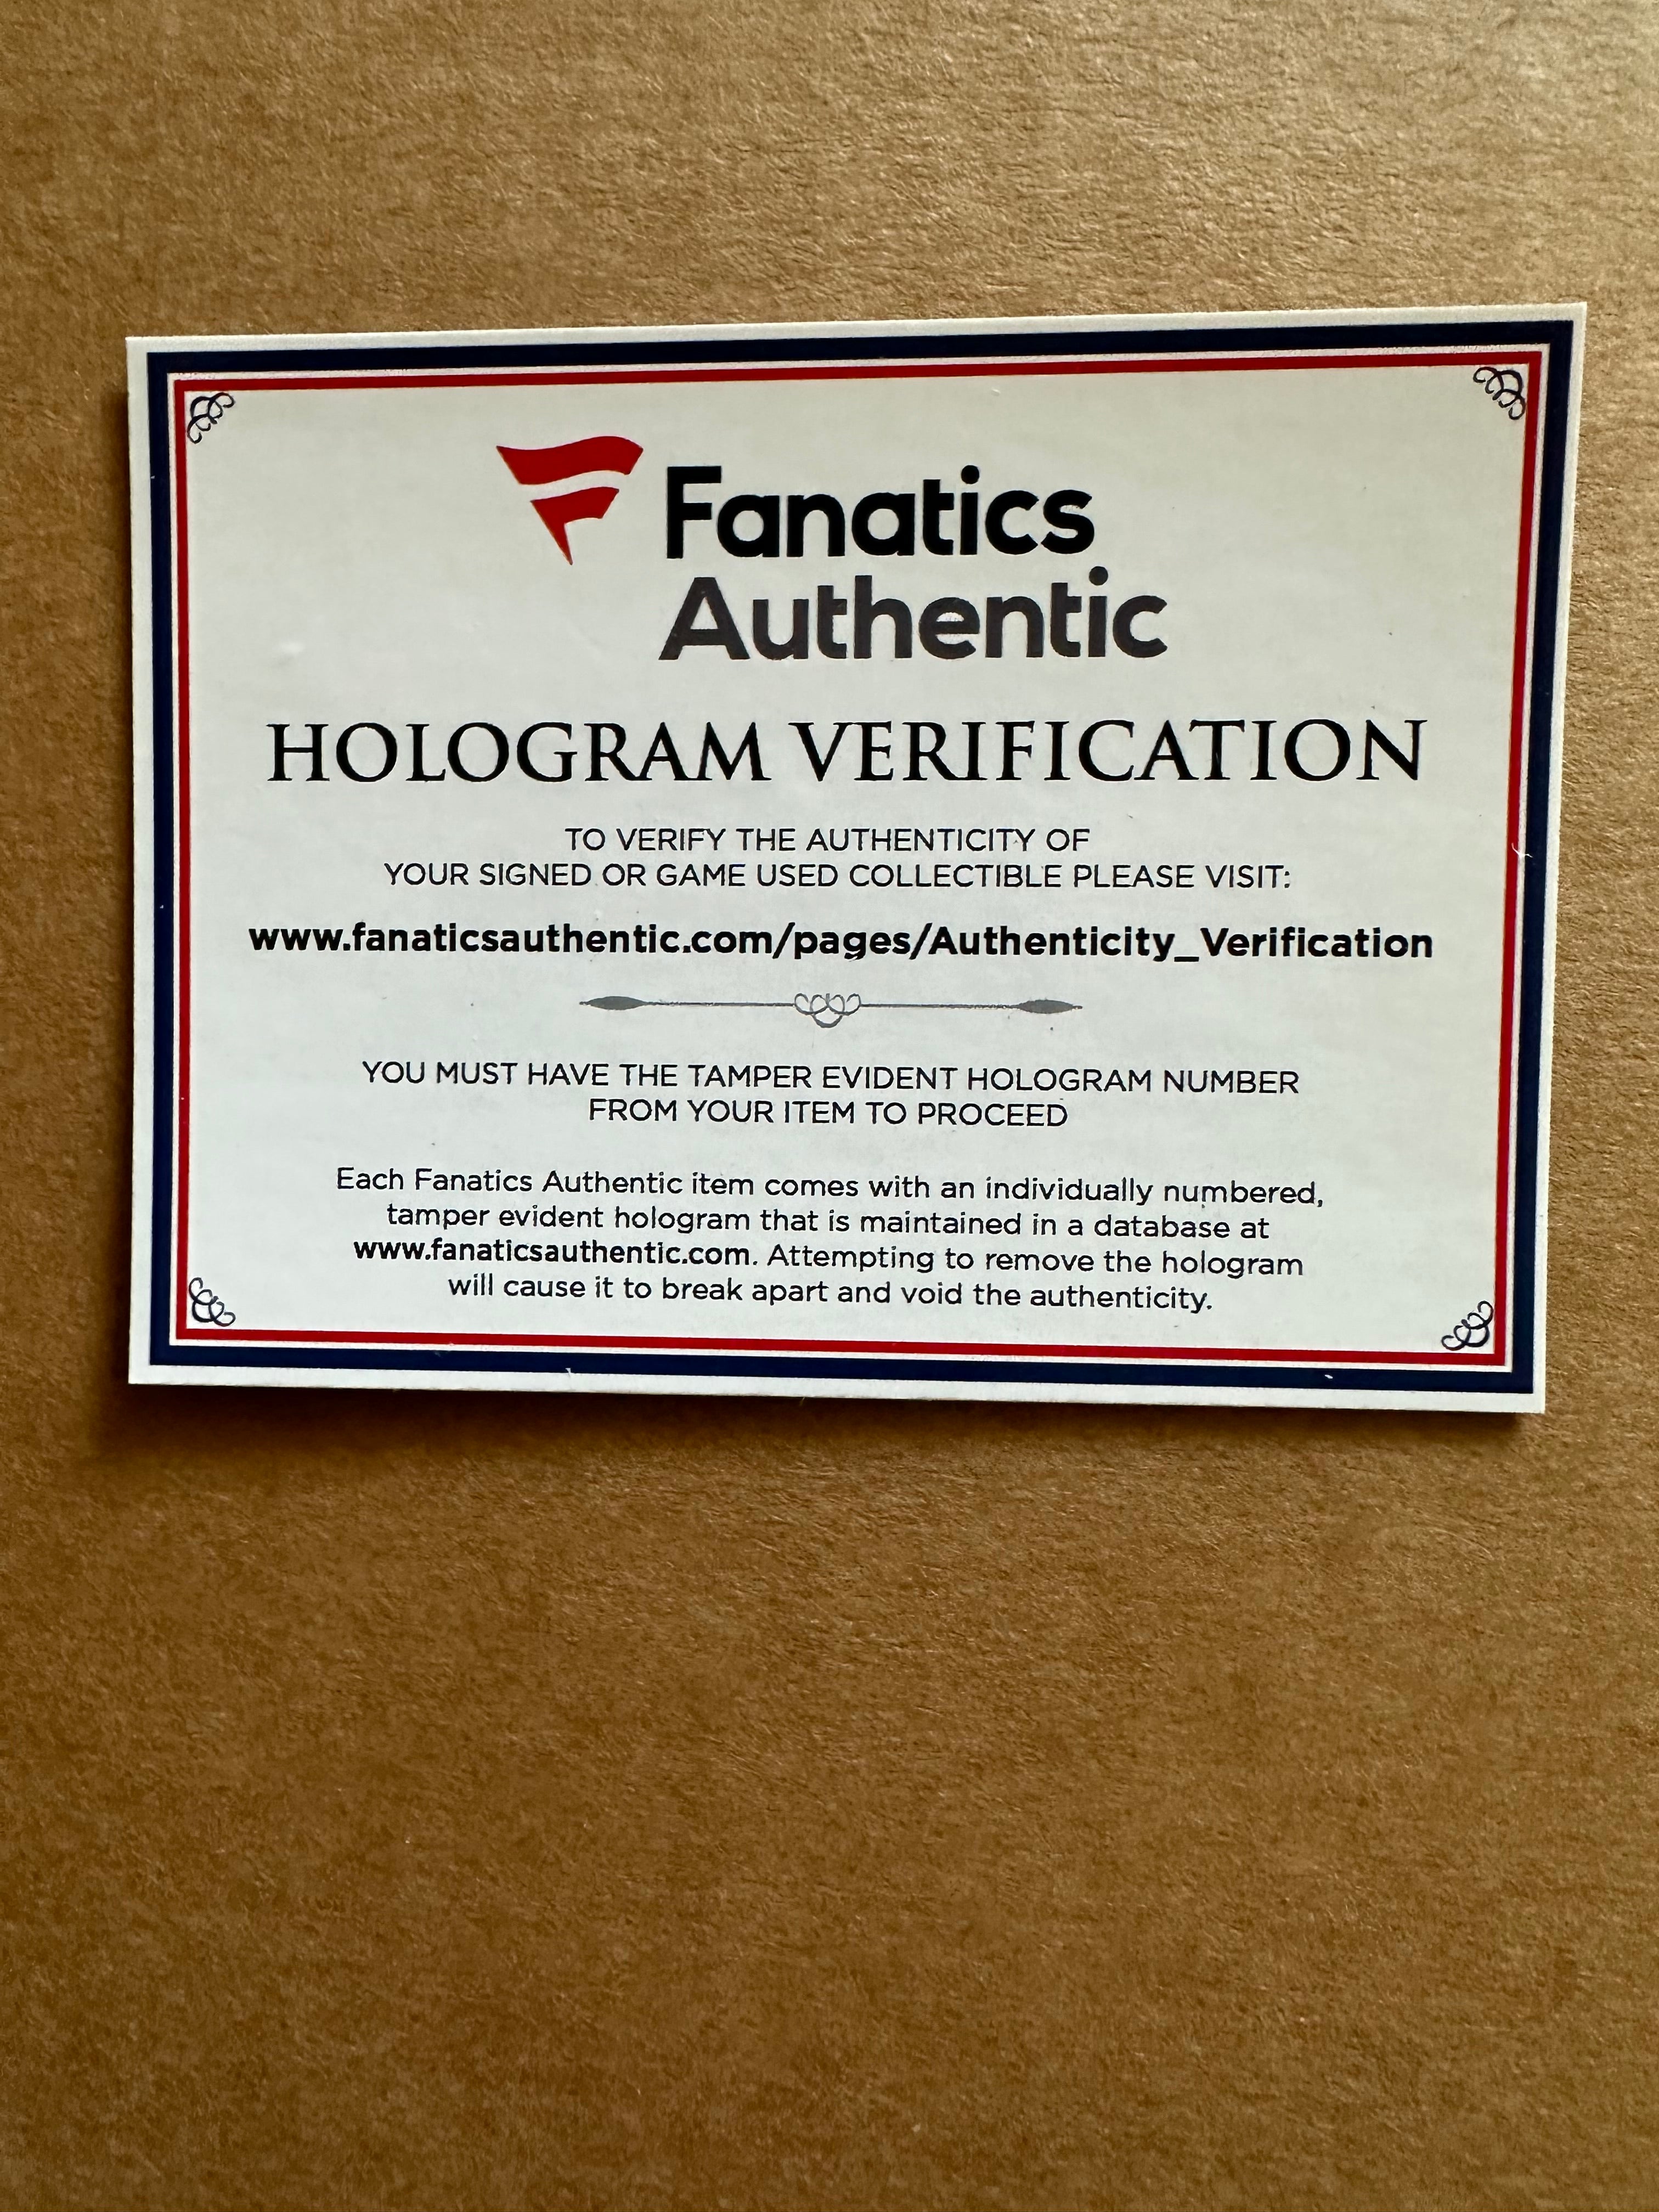 Fanatics
Authentic
HOLOGRAM VERIFICATION
TO VERIFY THE AUTHENTICITY OF
YOUR SIGNED OR GAME USED COLLECTIBLE PLEASE VISIT:
www.fanaticsauthentic.com/pages/Authenticity_Verification
YOU MUST HAVE THE TAMPER EVIDENT HOLOGRAM NUMBER
FROM YOUR ITEM TO PROCEED
Each Fanatics Authentic item comes with an individually numbered,
tamper evident hologram that is maintained in a database at
www.fanaticsauthentic.com. Attempting to remove the hologram
will cause it to break apart and void the authenticity.